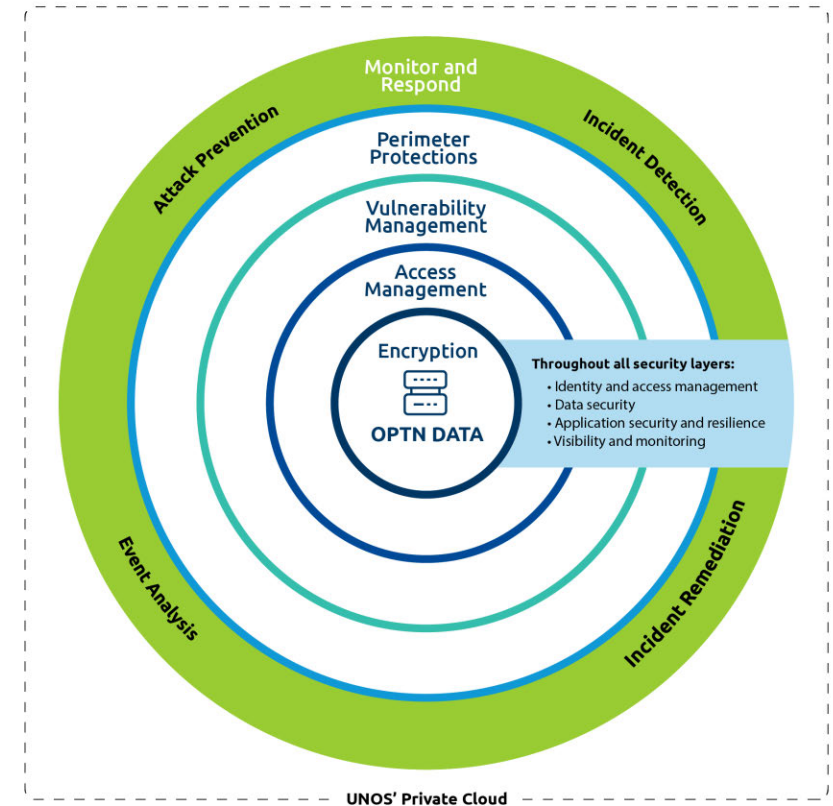 Monitor and
Respond
Attack Prevention
Incident Detection
Perimeter
Protections
Vulnerability
Management
Access
Management
Encryption
OPTN DATA
Throughout all security layers:
• Identity and access management
• Data security
• Application security and resilience
• Visibility and monitoring
Event Analysis
Incident Remediation
UNOS’ Private Cloud